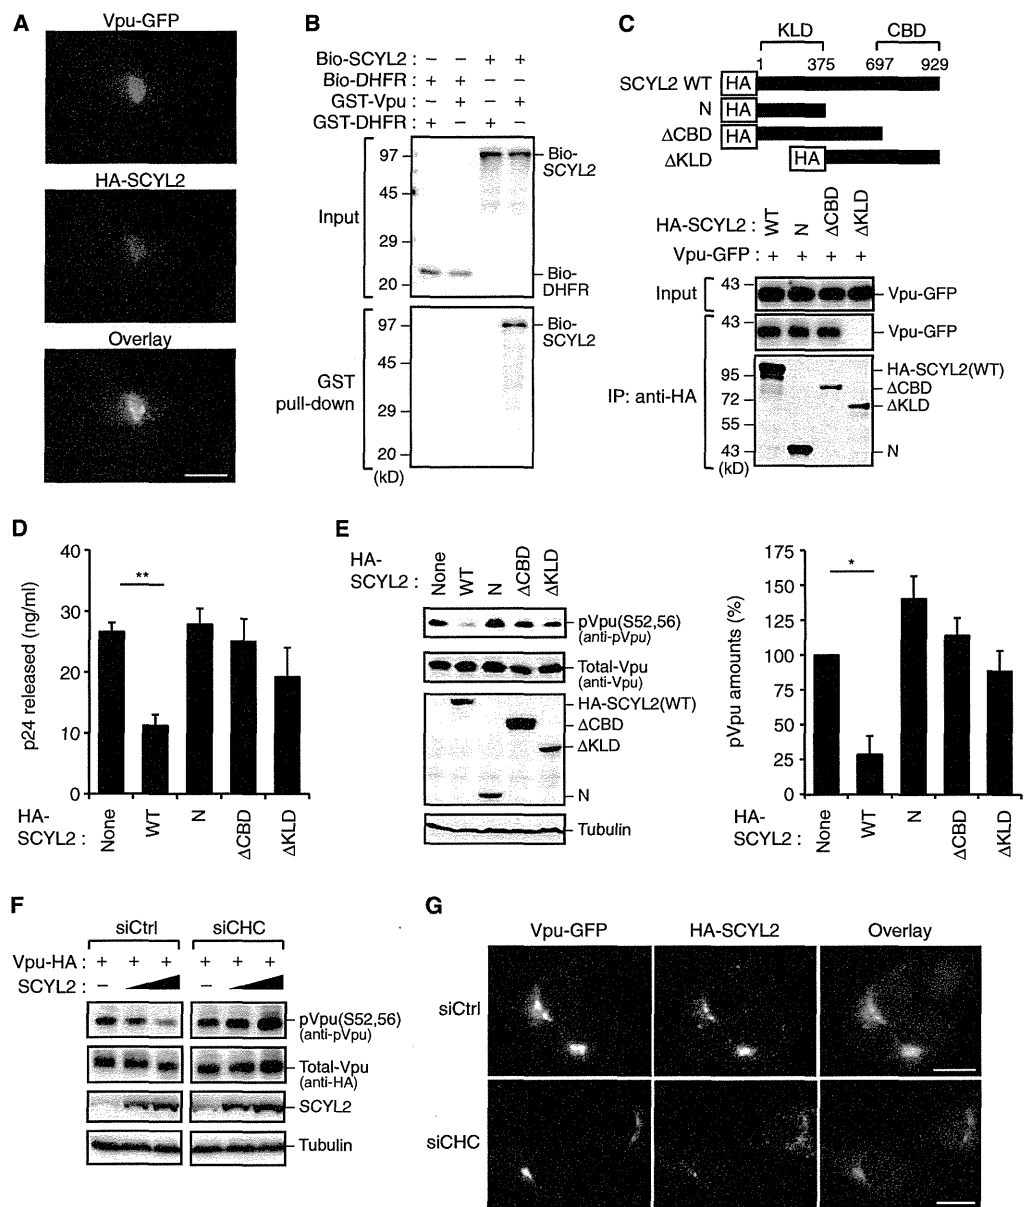 A
Vpu-GFP
HA-SCYL2
Overlay
B
Bio-SCYL2 : − − + +
Bio-DHFR : + + − −
GST-Vpu : − + − +
GST-DHFR : + − + −
Input
97
45
29
20
Bio-
SCYL2
Bio-
DHFR
GST
pull-down
97
45
29
20
(kD)
Bio-
SCYL2
C
KLD CBD
1 375 697 929
SCYL2 WT HA
N HA
ΔCBD HA
ΔKLD HA
HA-SCYL2 : WT N ΔCBD ΔKLD
Vpu-GFP : + + + +
Input 43 Vpu-GFP
IP: anti-HA
43 Vpu-GFP
95
72
55
43
(kD)
HA-SCYL2(WT)
ΔCBD
ΔKLD
N
D
p24 released (ng/ml)
40
30
20
10
0
**
HA-
SCYL2 :
None WT N ΔCBD ΔKLD
E
HA-
SCYL2 :
None WT N ΔCBD ΔKLD
pVpu(S52,56)
(anti-pVpu)
Total-Vpu
(anti-Vpu)
HA-SCYL2(WT)
ΔCBD
ΔKLD
N
Tubulin
pVpu amounts (%)
175
150
125
100
75
50
25
0
*
HA-
SCYL2 :
None WT N ΔCBD ΔKLD
F
siCtrl siCHC
Vpu-HA : + + + + + +
SCYL2 : − −
pVpu(S52,56)
(anti-pVpu)
Total-Vpu
(anti-HA)
SCYL2
Tubulin
G
Vpu-GFP HA-SCYL2 Overlay
siCtrl
siCHC